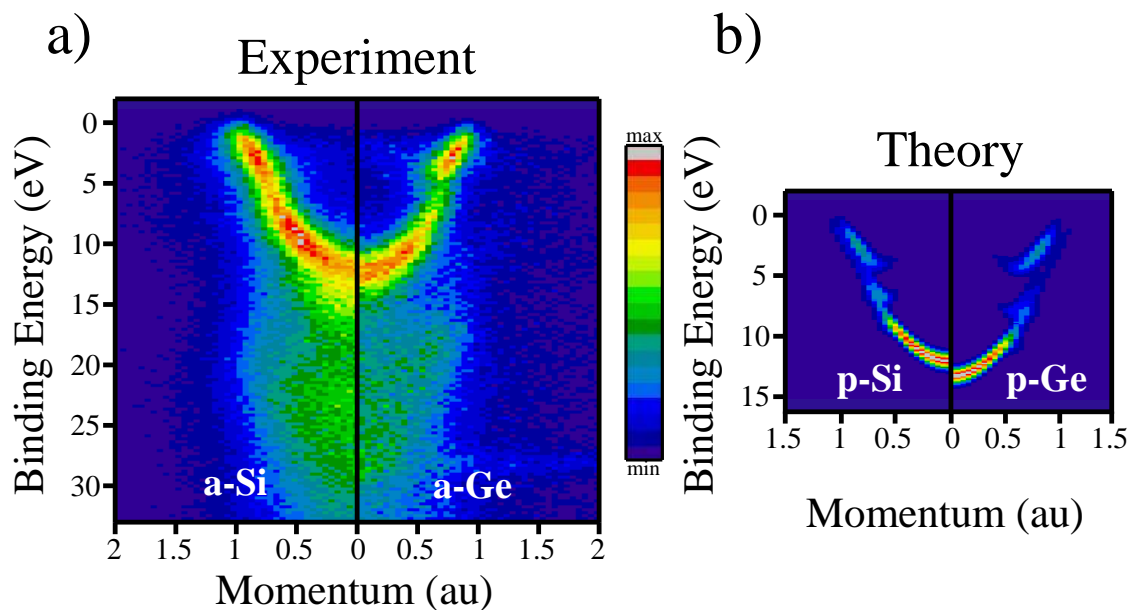 a)
Experiment
Binding Energy (eV)
0
5
10
15
20
25
30
a-Si
a-Ge
2 1.5 1 0.5 0 0.5 1 1.5 2
Momentum (au)
max
min
b)
Theory
Binding Energy (eV)
0
5
10
15
p-Si
p-Ge
1.5 1 0.5 0 0.5 1 1.5
Momentum (au)